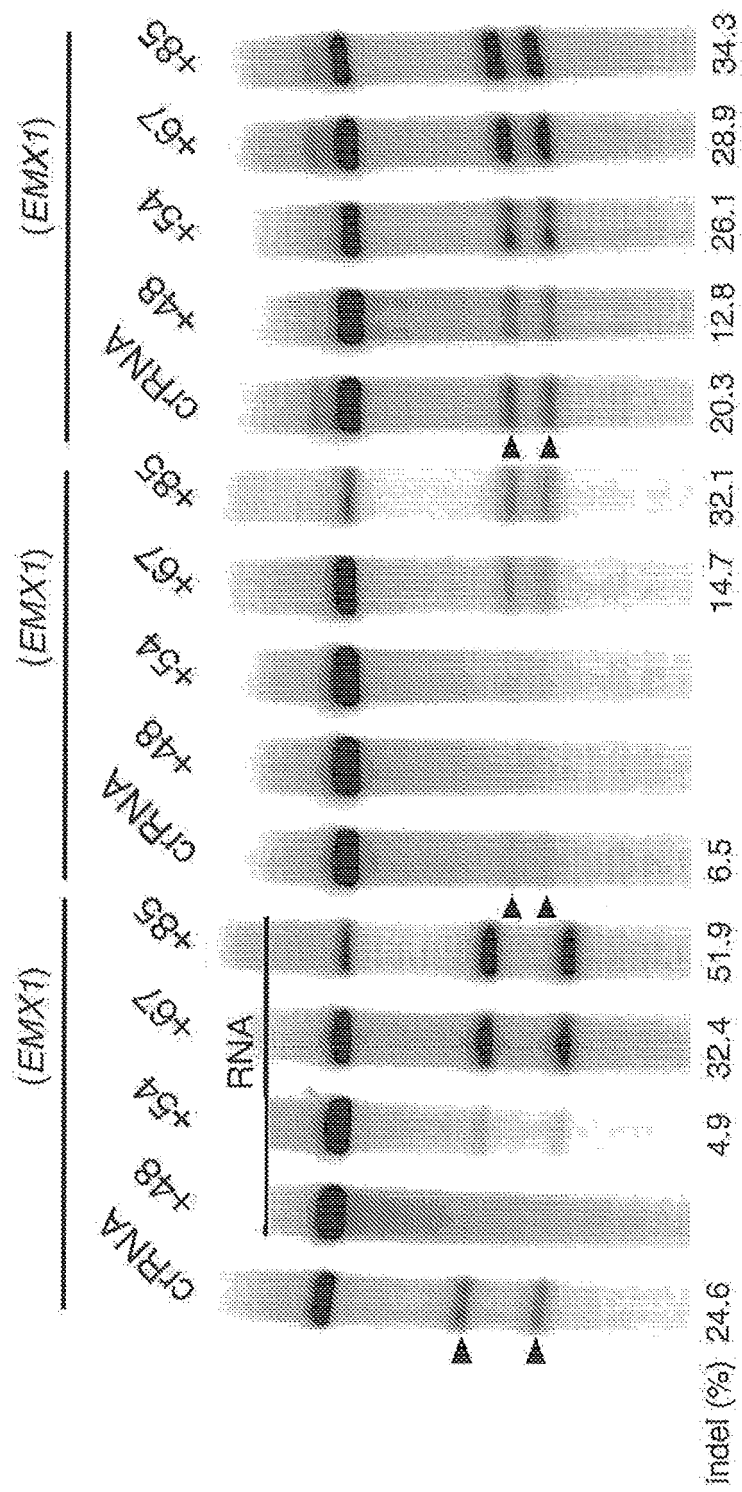 (EMX1) (EMX1) (EMX1)
crRNA +48 +54 +67 +85 crRNA +48 +54 +67 +85 crRNA +48 +54 +67 +85
RNA
indel (%) 24.6 4.9 32.4 51.9 6.5 14.7 32.1 20.3 12.8 26.1 28.9 34.3